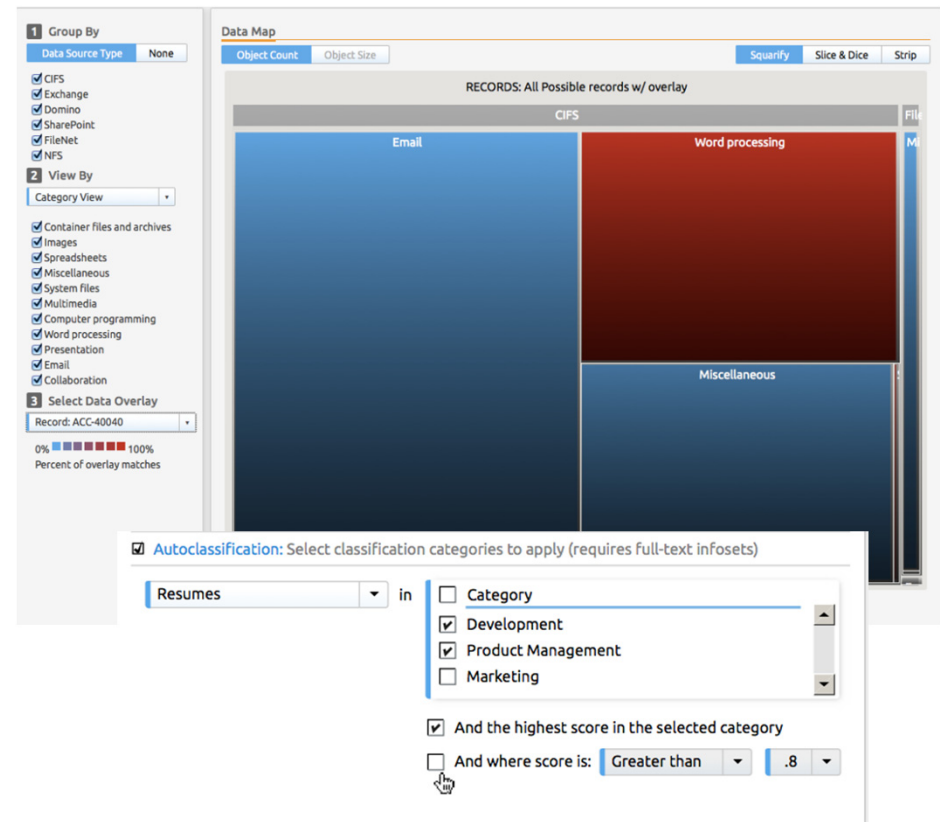 1 Group By
Data Source Type None
CIFS
Exchange
Domino
SharePoint
FileNet
NFS
2 View By
Category View
Container files and archives
Images
Spreadsheets
Miscellaneous
System files
Multimedia
Computer programming
Word processing
Presentation
Email
Collaboration
3 Select Data Overlay
Record: ACC-40040
0% 100%
Percent of overlay matches
Data Map
Object Count Object Size Squarify Slice & Dice Strip
RECORDS: All Possible records w/ overlay
CIFS File
Email Word processing Mi
Miscellaneous
Autoclassification: Select classification categories to apply (requires full-text infosets)
Resumes in Category
Development
Product Management
Marketing
And the highest score in the selected category
And where score is: Greater than .8